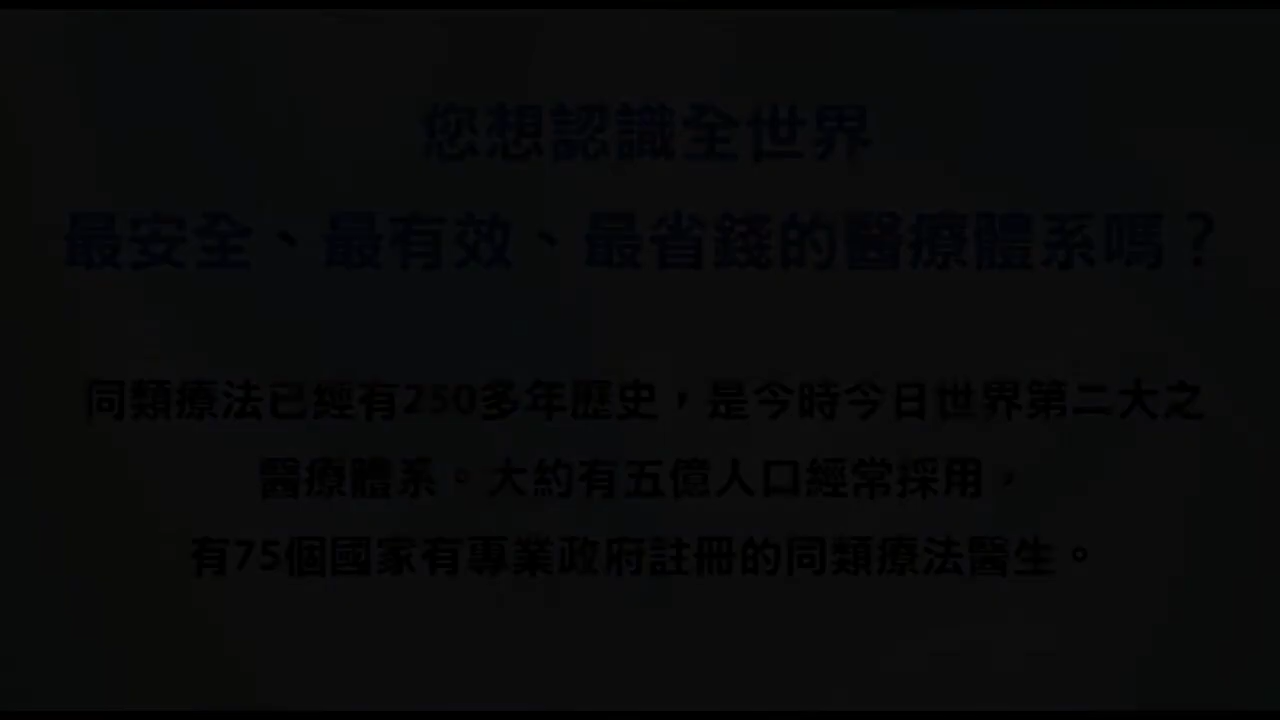 您想認識全世界
最安全、最有效、最省錢的醫療體系嗎？
同類療法已經有250多年歷史，是今時今日世界第二大之
醫療體系。大約有五億人口經常採用，
有75個國家有專業政府註冊的同類療法醫生。